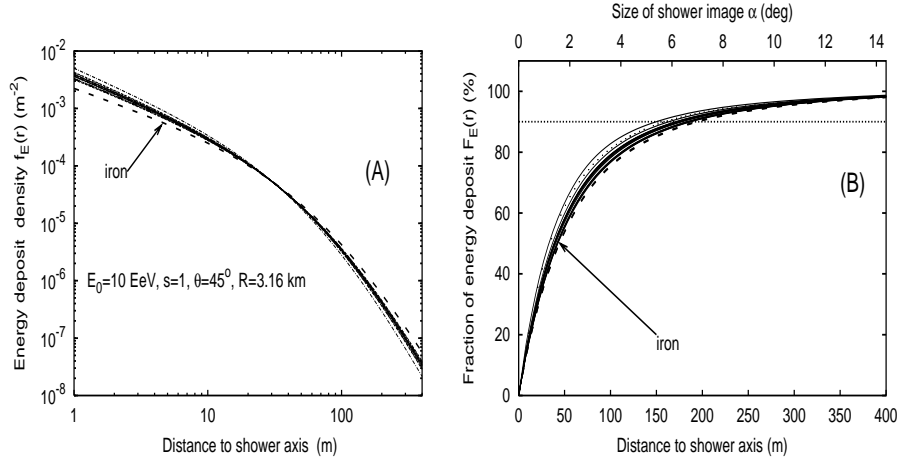 Size of shower image α (deg)
0 2 4 6 8 10 12 14
Energy deposit density f_E(r) (m⁻²)
10⁻²
10⁻³
10⁻⁴
10⁻⁵
10⁻⁶
10⁻⁷
10⁻⁸
iron
(A)
E₀=10 EeV, s=1, θ=45°, R=3.16 km
1 10 100
Distance to shower axis (m)
Fraction of energy deposit F_E(r) (%)
100
80
60
40
20
0
(B)
iron
0 50 100 150 200 250 300 350 400
Distance to shower axis (m)